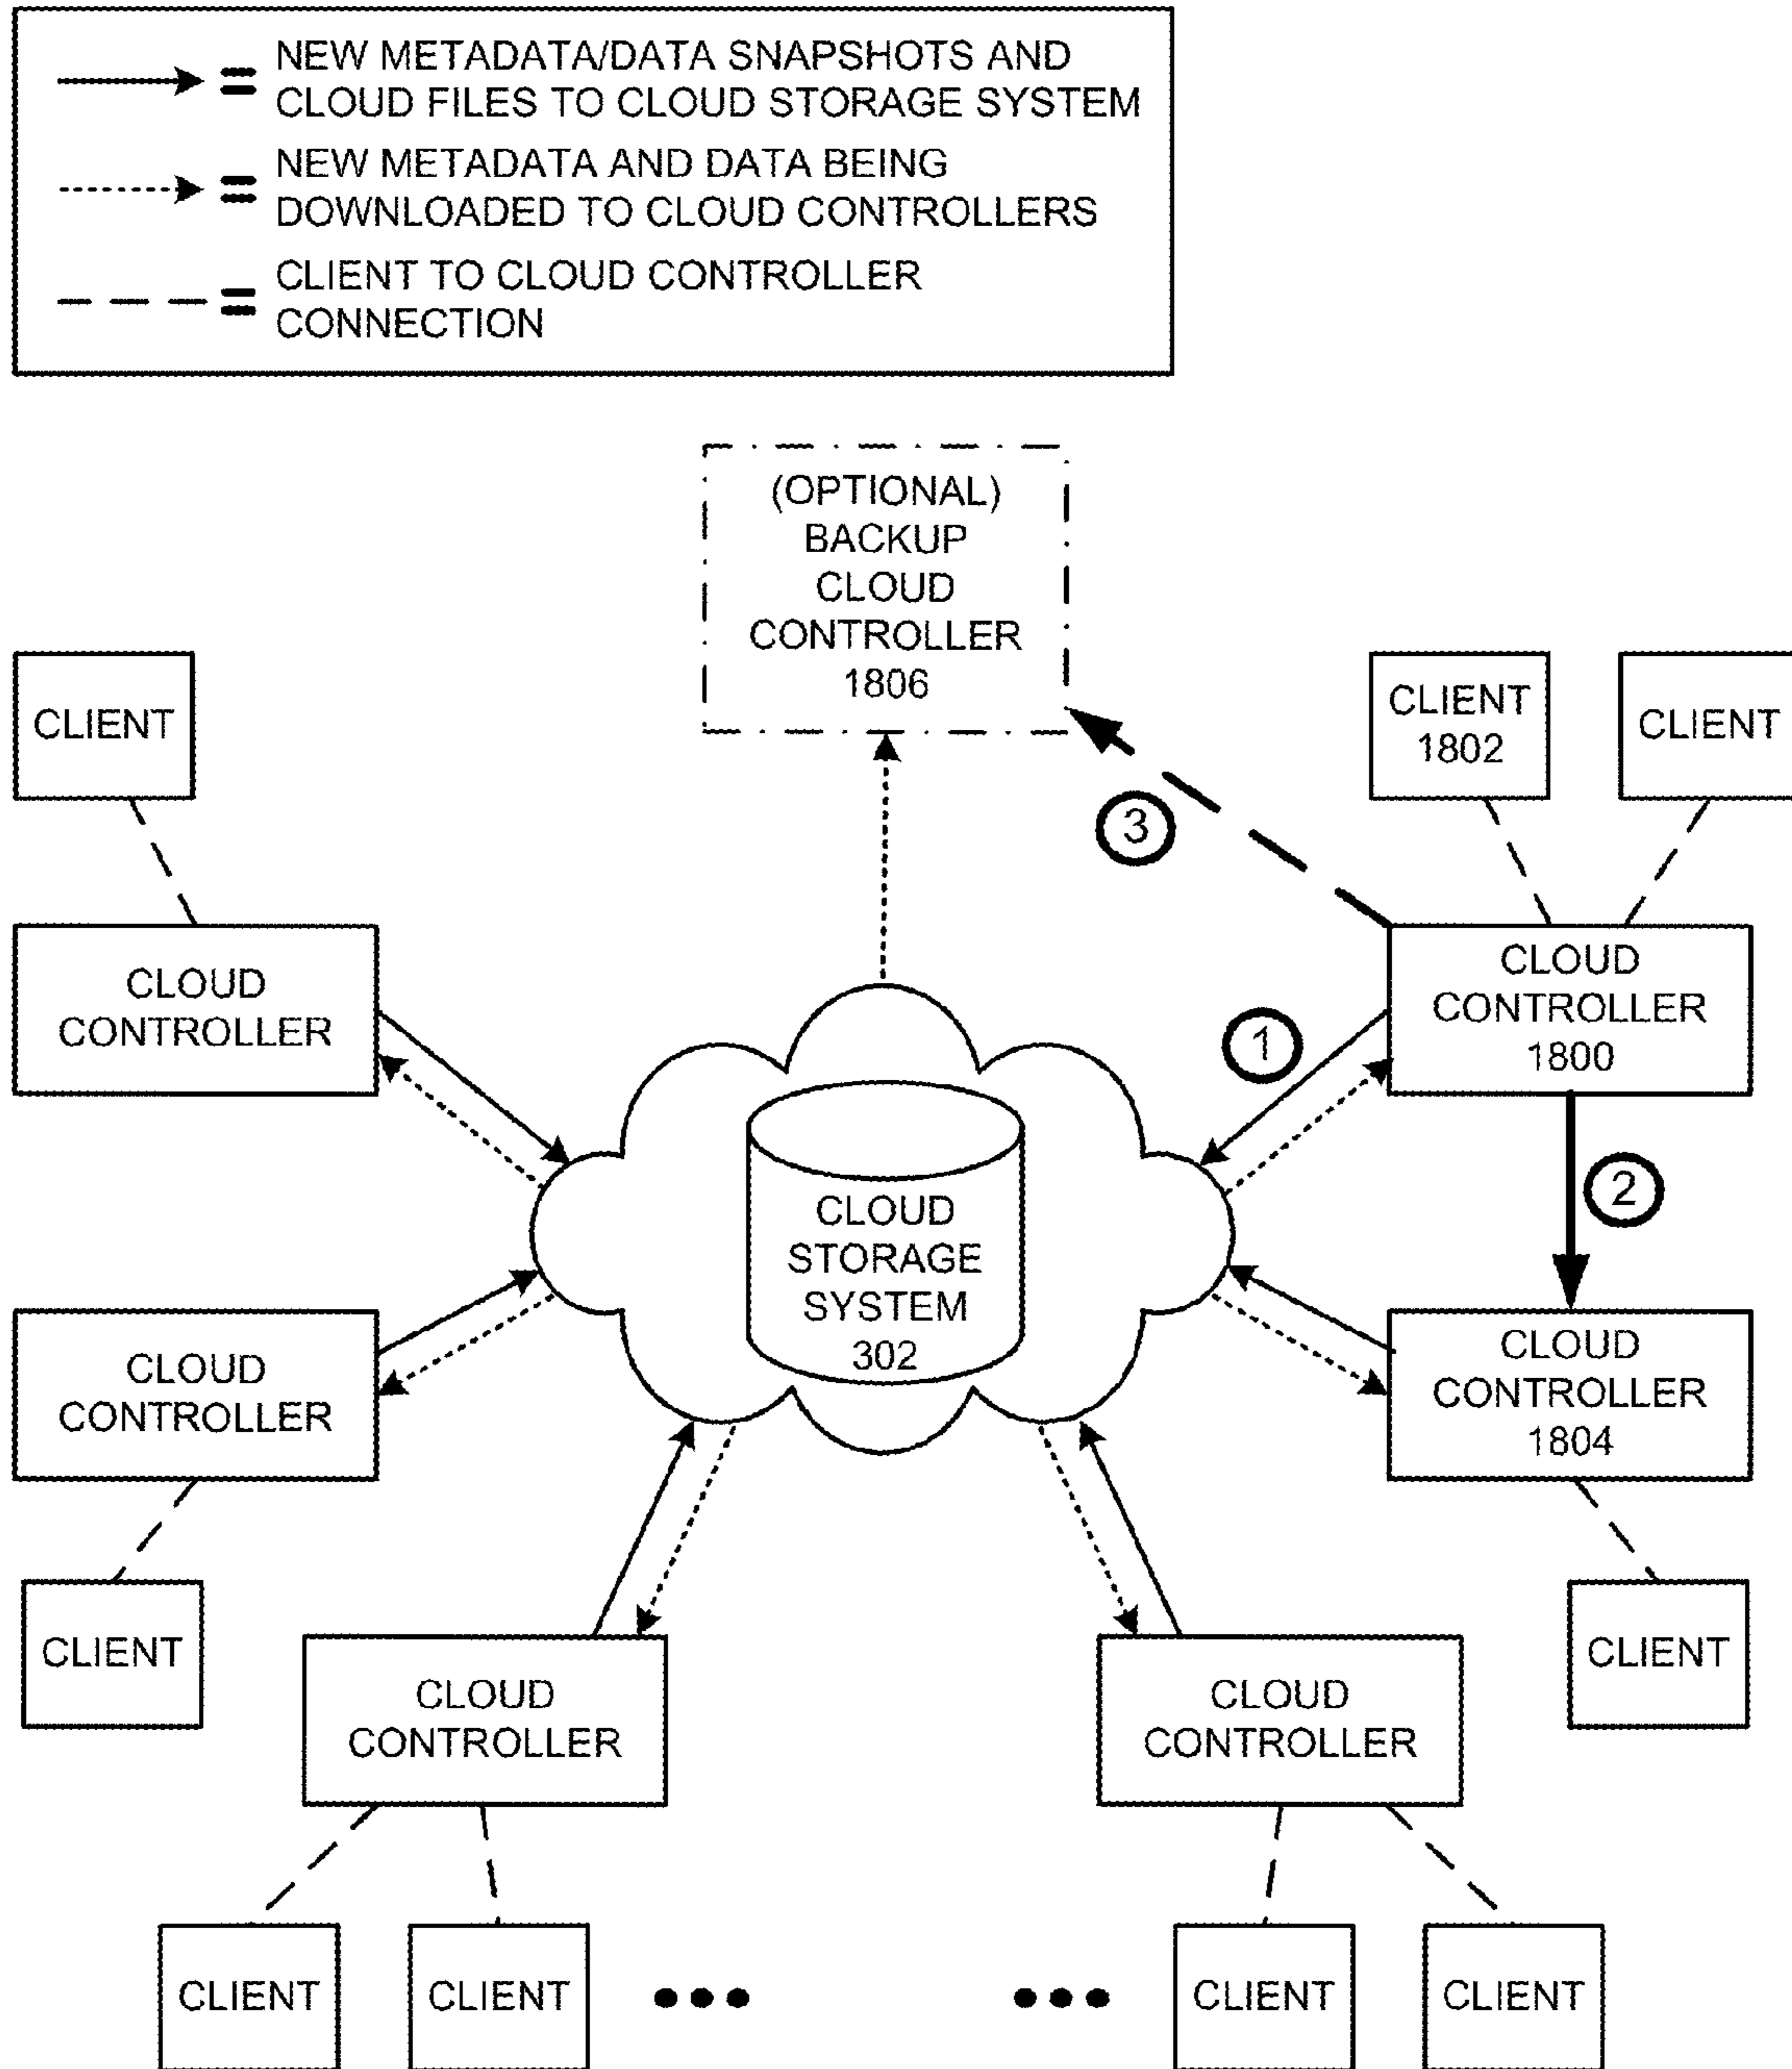 = NEW METADATA/DATA SNAPSHOTS AND
CLOUD FILES TO CLOUD STORAGE SYSTEM
= NEW METADATA AND DATA BEING
DOWNLOADED TO CLOUD CONTROLLERS
= CLIENT TO CLOUD CONTROLLER
CONNECTION
(OPTIONAL)
BACKUP
CLOUD
CONTROLLER
1806
CLIENT
CLIENT
1802
CLIENT
3
CLOUD
CONTROLLER
CLOUD
CONTROLLER
1800
1
2
CLOUD
STORAGE
SYSTEM
302
CLOUD
CONTROLLER
CLOUD
CONTROLLER
1804
CLIENT
CLIENT
CLOUD
CONTROLLER
CLOUD
CONTROLLER
CLIENT
CLIENT
•••
•••
CLIENT
CLIENT